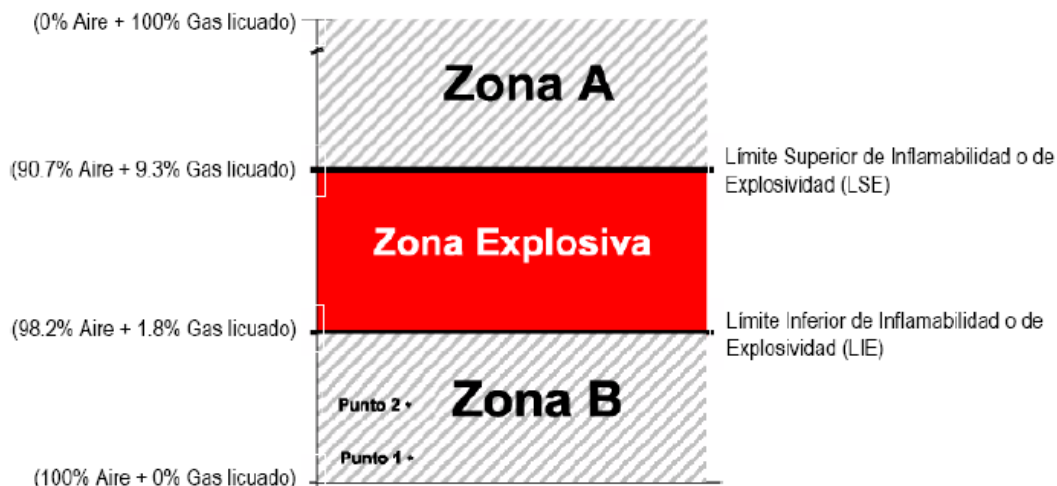 (0% Aire + 100% Gas licuado)
Zona A
(90.7% Aire + 9.3% Gas licuado)
Límite Superior de Inflamabilidad o de
Explosividad (LSE)
Zona Explosiva
(98.2% Aire + 1.8% Gas licuado)
Límite Inferior de Inflamabilidad o de
Explosividad (LIE)
Punto 2
Zona B
Punto 1
(100% Aire + 0% Gas licuado)